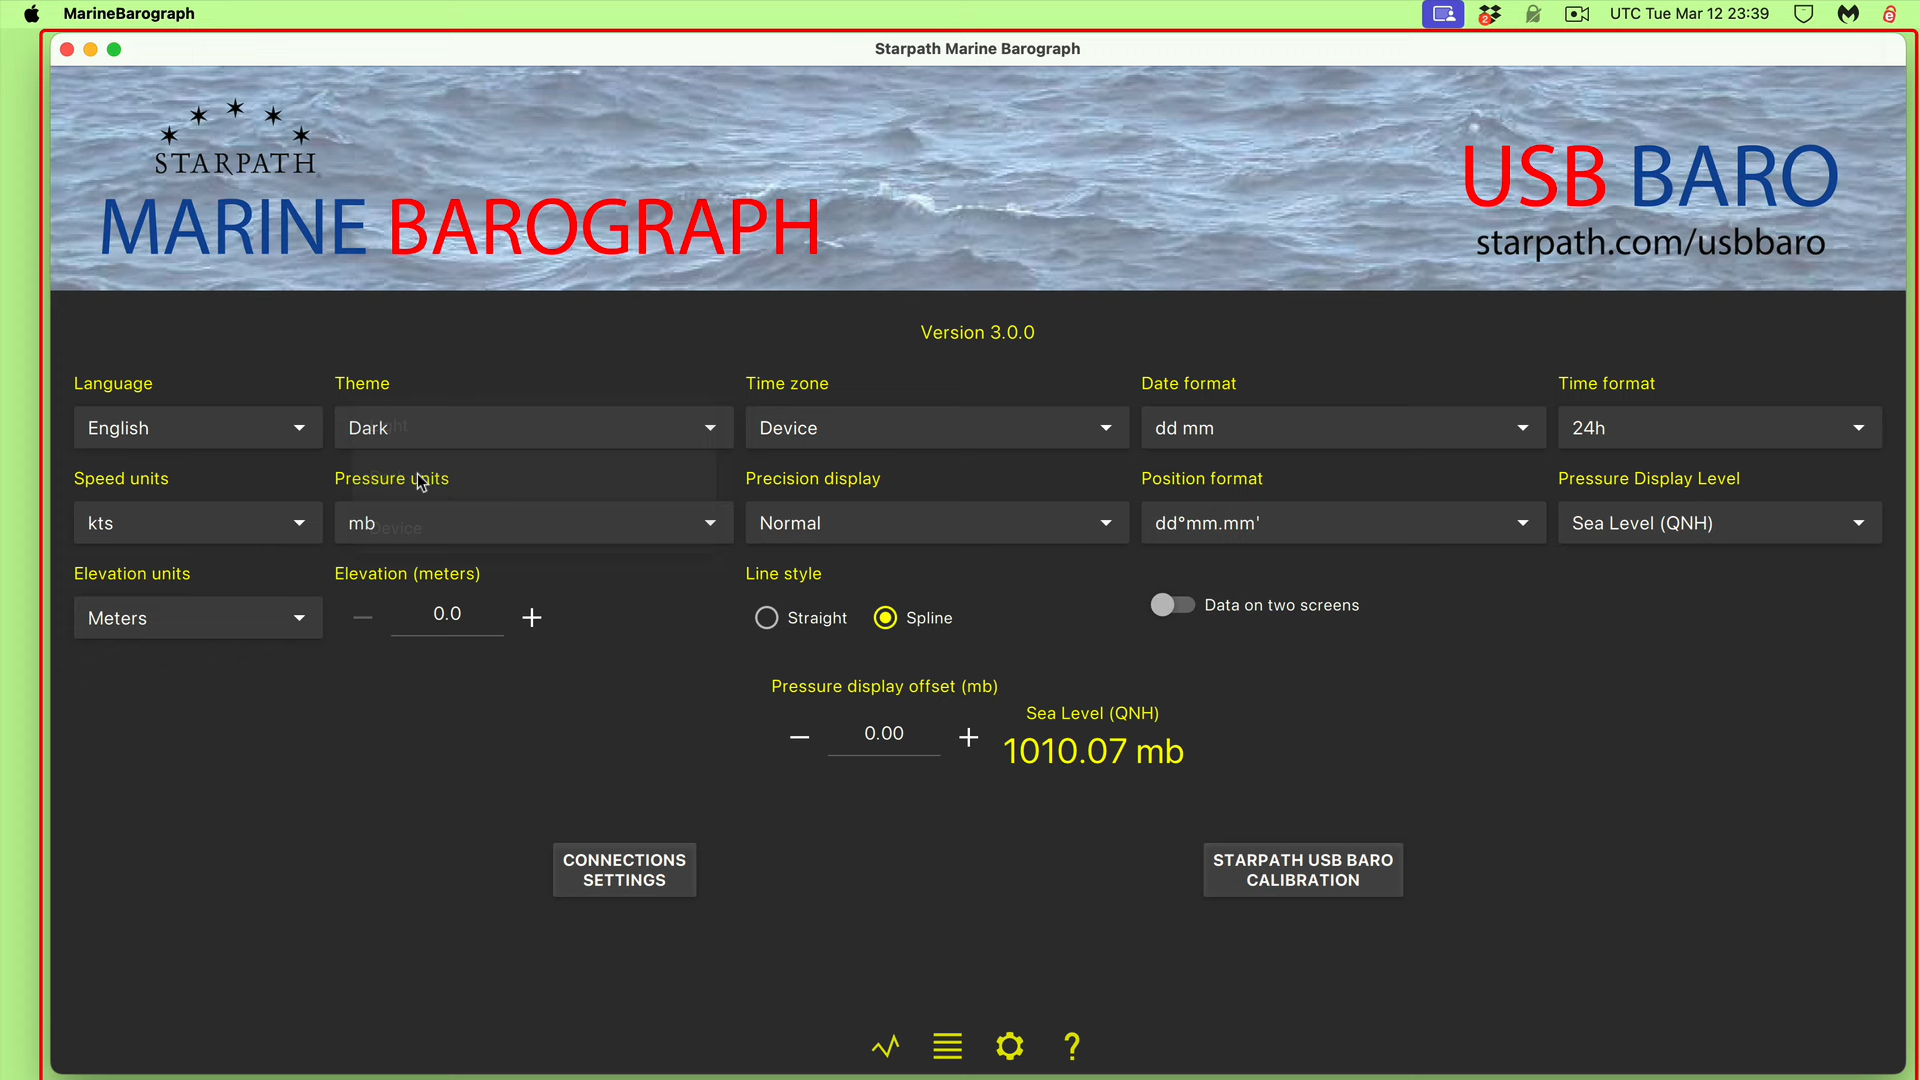 MarineBarograph
2
UTC Tue Mar 12 23:39
Starpath Marine Barograph
STARPATH
MARINE BAROGRAPH
USB BARO
starpath.com/usbbaro
Version 3.0.0
Language
Theme
Time zone
Date format
Time format
English
Dark
Device
dd mm
24h
Speed units
Pressure units
Precision display
Position format
Pressure Display Level
kts
mb
Device
Normal
dd°mm.mm'
Sea Level (QNH)
Elevation units
Elevation (meters)
Line style
Meters
0.0
Straight
Spline
Data on two screens
Pressure display offset (mb)
0.00
Sea Level (QNH)
1010.07 mb
CONNECTIONS
SETTINGS
STARPATH USB BARO
CALIBRATION